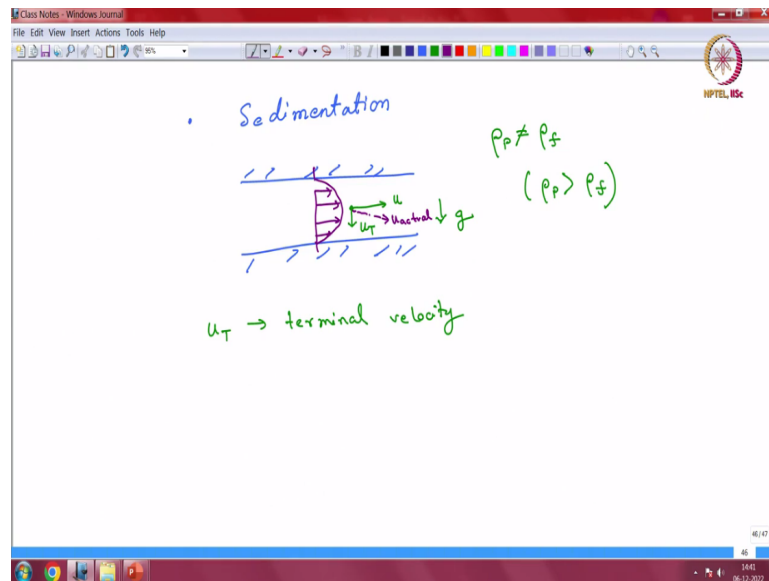 Class Notes - Windows Journal
File Edit View Insert Actions Tools Help
95%
B I
NPTEL, IISc
• Sedimentation
ρp ≠ ρf
(ρp > ρf)
u
uactual
uT
g
uT → terminal velocity
46/47
46
14:41
06-12-2022